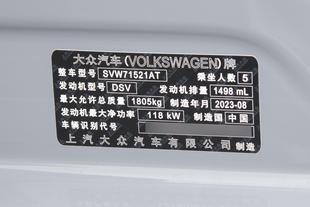 大众汽车(VOLKSWAGEN)牌
整车型号 SVW71521AT 乘坐人数 5
发动机型号 DSV 发动机排量 1498 mL
最大允许总质量 1805kg 制造年月 2023-08
发动机最大净功率 118 kW 制造国 中国
车辆识别代号
上汽大众汽车有限公司 制造